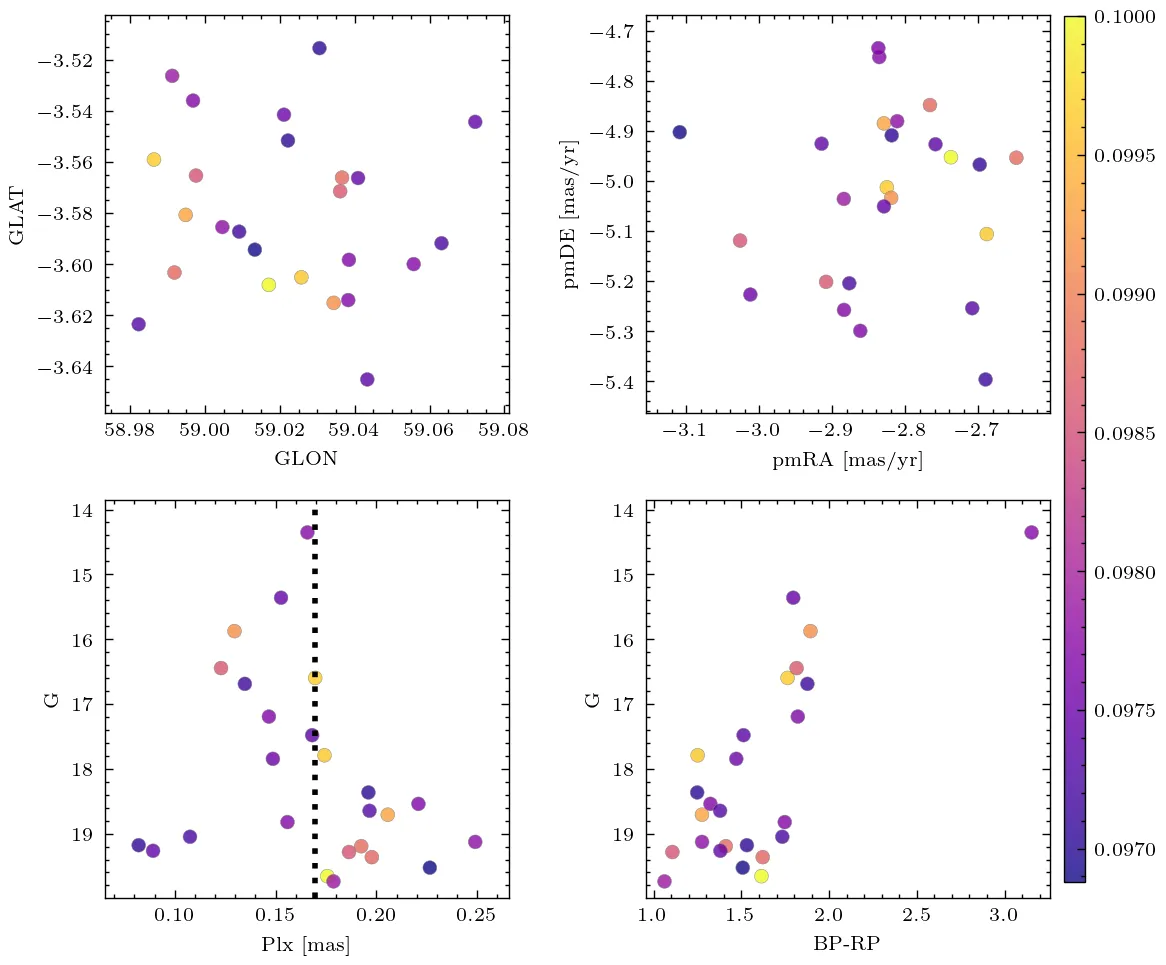 −3.52
−3.54
−3.56
−3.58
−3.60
−3.62
−3.64
GLAT
58.98 59.00 59.02 59.04 59.06 59.08
GLON
−4.7
−4.8
−4.9
−5.0
−5.1
−5.2
−5.3
−5.4
pmDE [mas/yr]
−3.1 −3.0 −2.9 −2.8 −2.7
pmRA [mas/yr]
14
15
16
17
18
19
G
0.10 0.15 0.20 0.25
Plx [mas]
14
15
16
17
18
19
G
1.0 1.5 2.0 2.5 3.0
BP-RP
0.1000
0.0995
0.0990
0.0985
0.0980
0.0975
0.0970